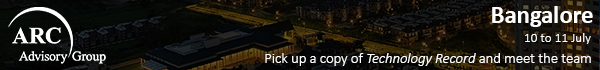 ARC
Advisory Group
Bangalore
10 to 11 July
Pick up a copy of Technology Record and meet the team